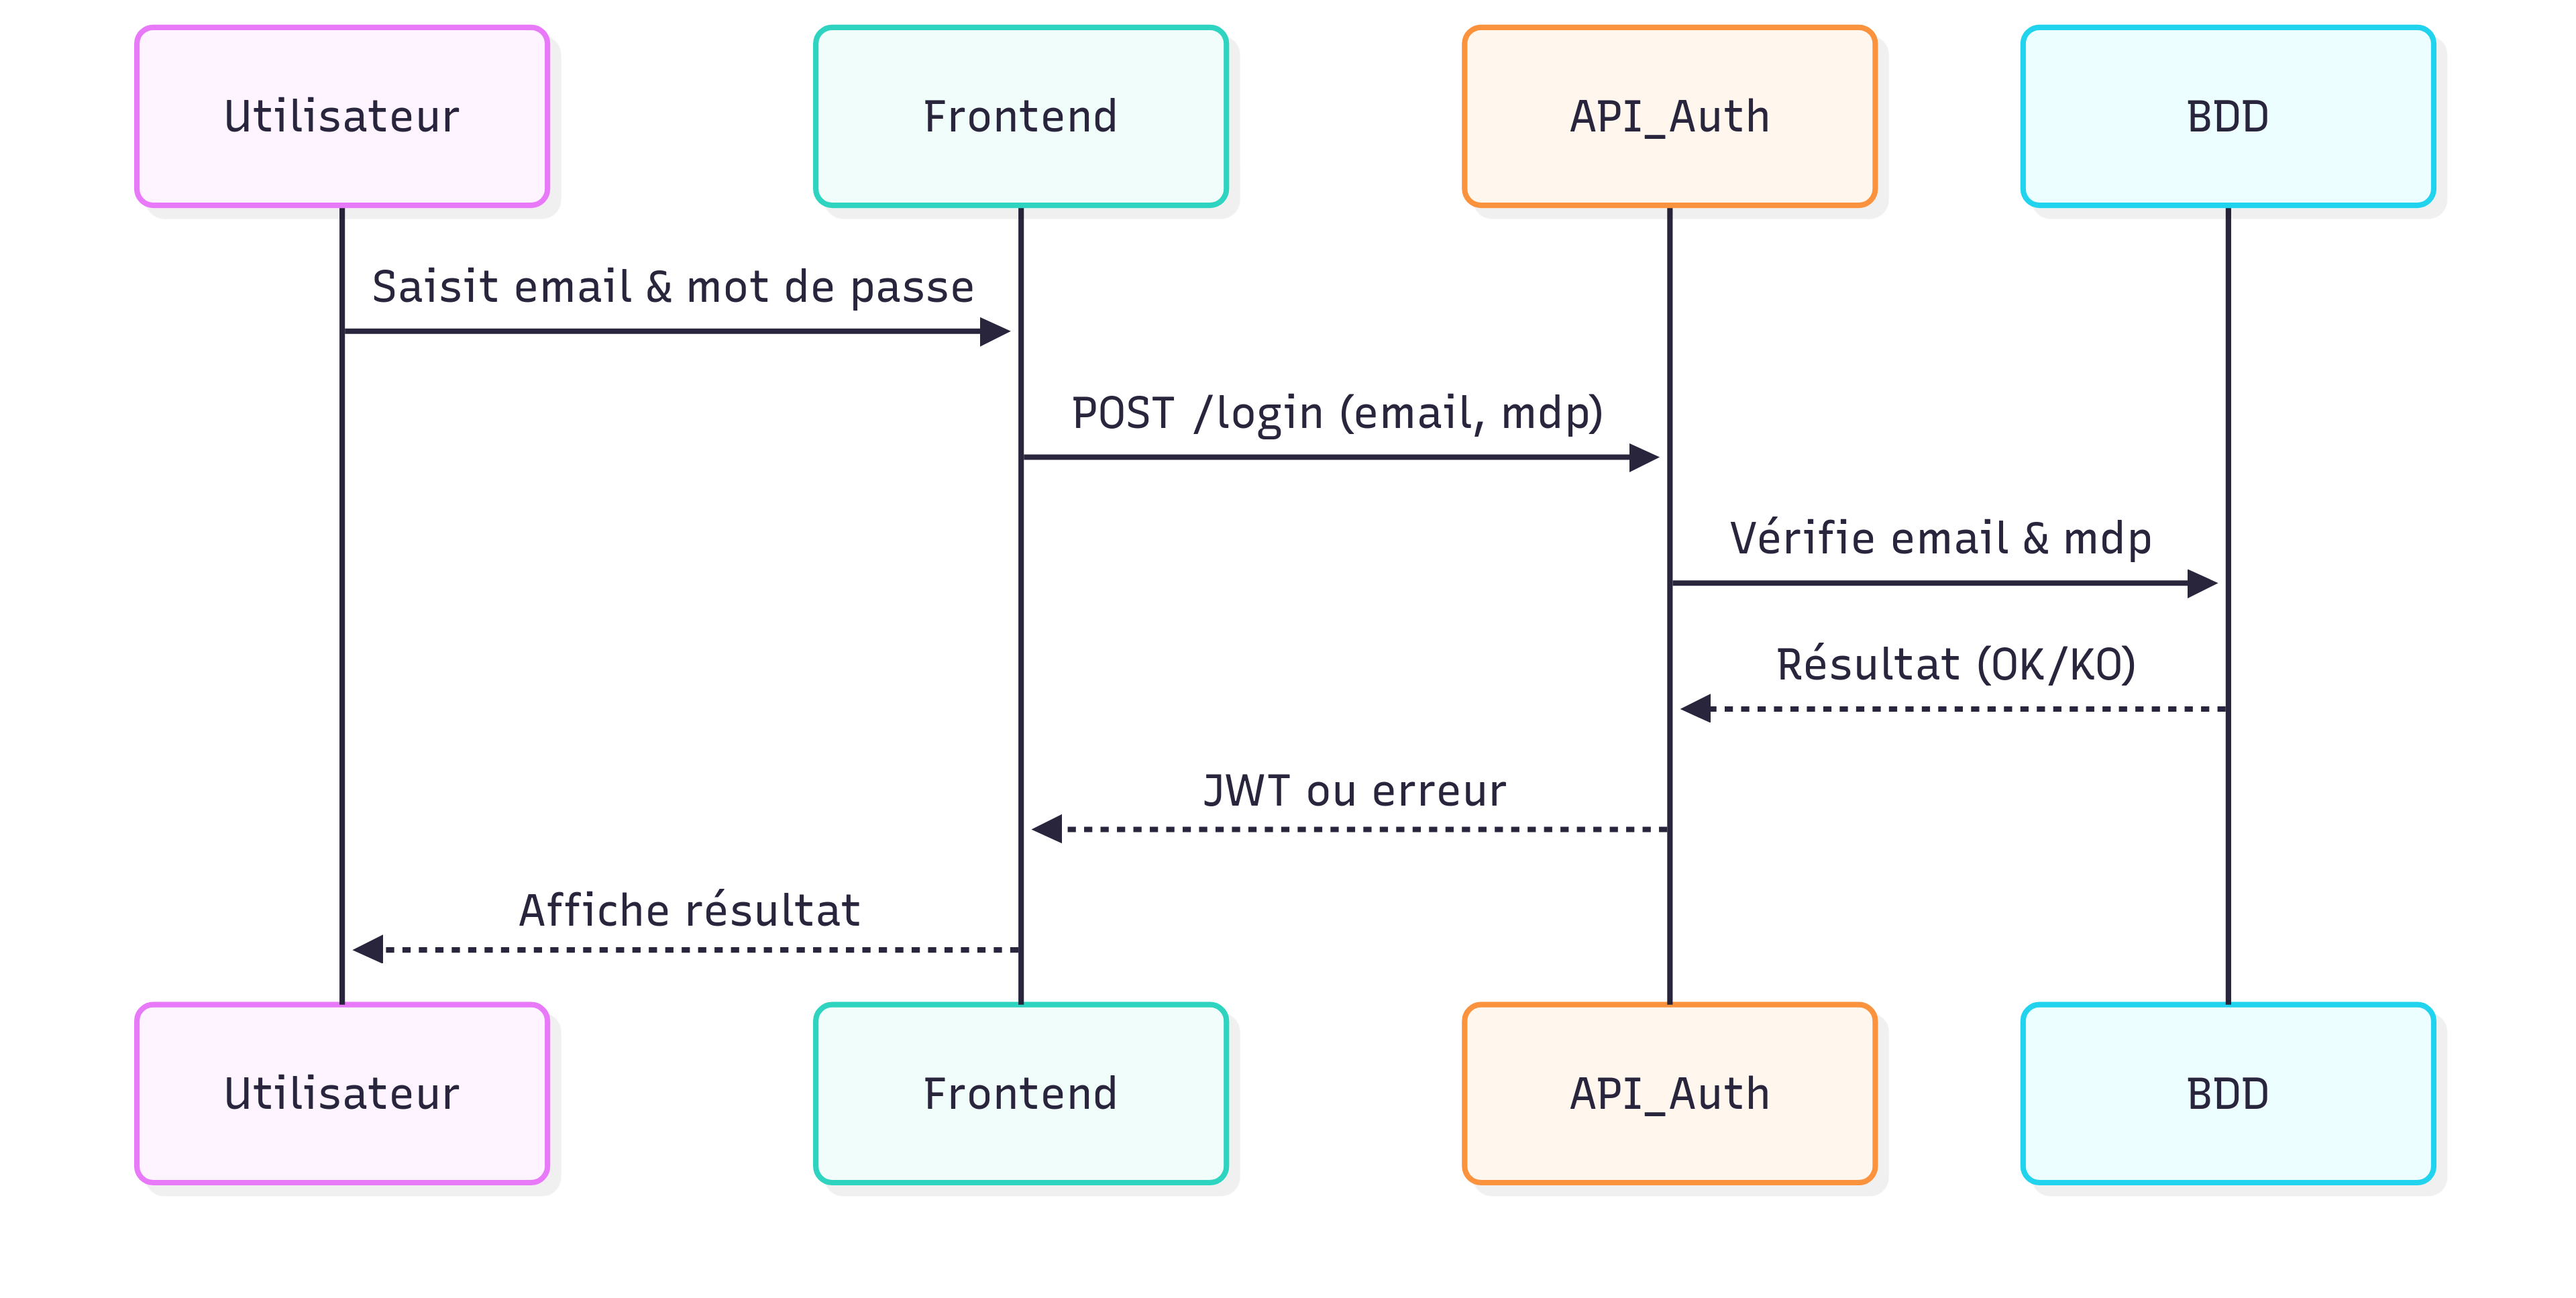 Utilisateur
Frontend
API_Auth
BDD
Saisit email & mot de passe
POST /login (email, mdp)
Vérifie email & mdp
Résultat (OK/KO)
JWT ou erreur
Affiche résultat
Utilisateur
Frontend
API_Auth
BDD